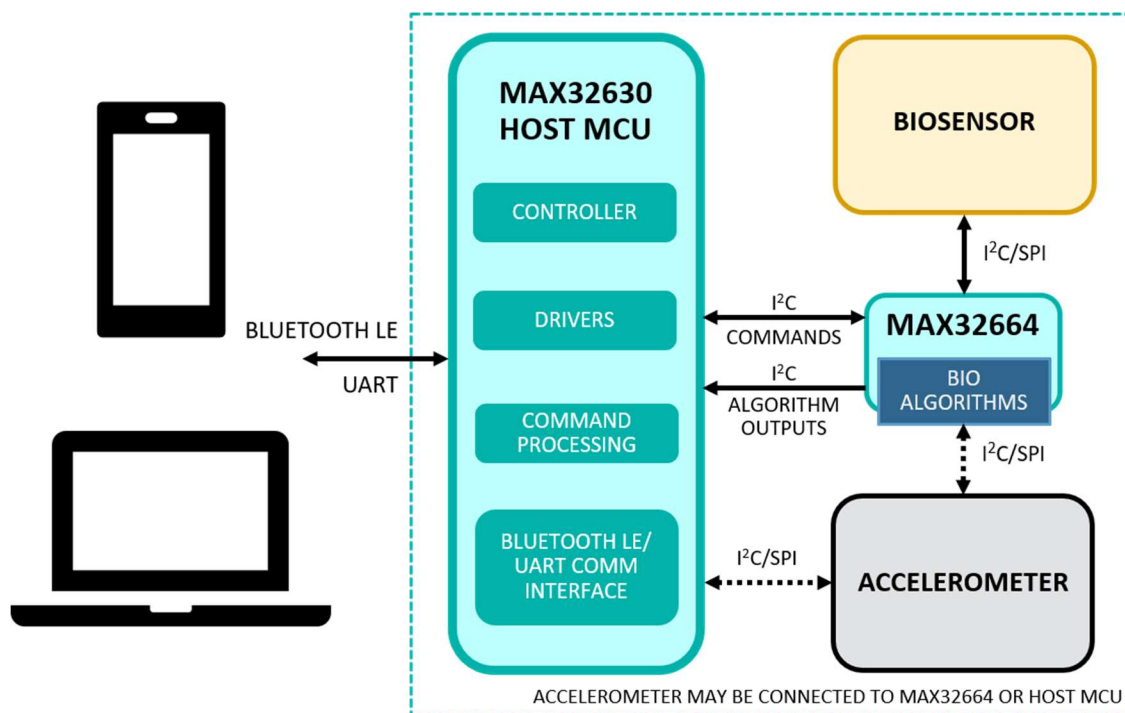 MAX32630
HOST MCU
CONTROLLER
DRIVERS
COMMAND
PROCESSING
BLUETOOTH LE/
UART COMM
INTERFACE
BLUETOOTH LE
UART
I²C
COMMANDS
I²C
ALGORITHM
OUTPUTS
I²C/SPI
BIOSENSOR
I²C/SPI
MAX32664
BIO
ALGORITHMS
I²C/SPI
ACCELEROMETER
ACCELEROMETER MAY BE CONNECTED TO MAX32664 OR HOST MCU